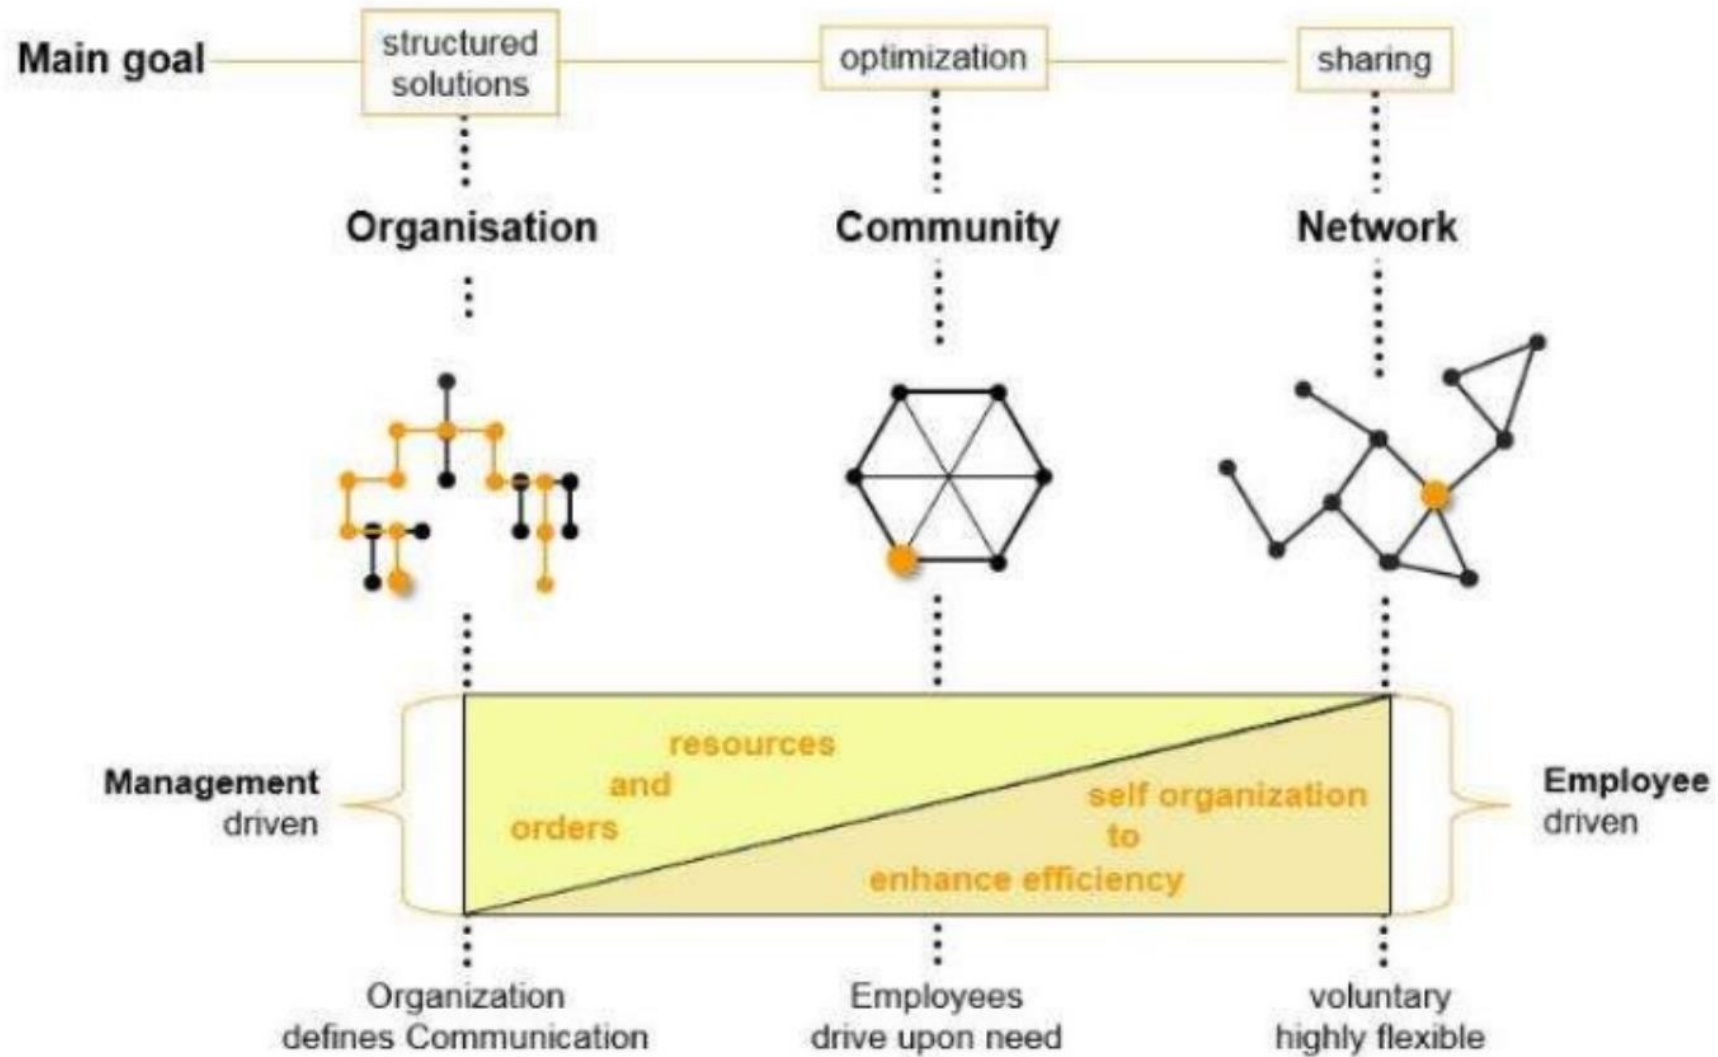 Main goal
structured
solutions
optimization
sharing
Organisation
Community
Network
Management
driven
resources
and
orders
self organization
to
enhance efficiency
Employee
driven
Organization
defines Communication
Employees
drive upon need
voluntary
highly flexible